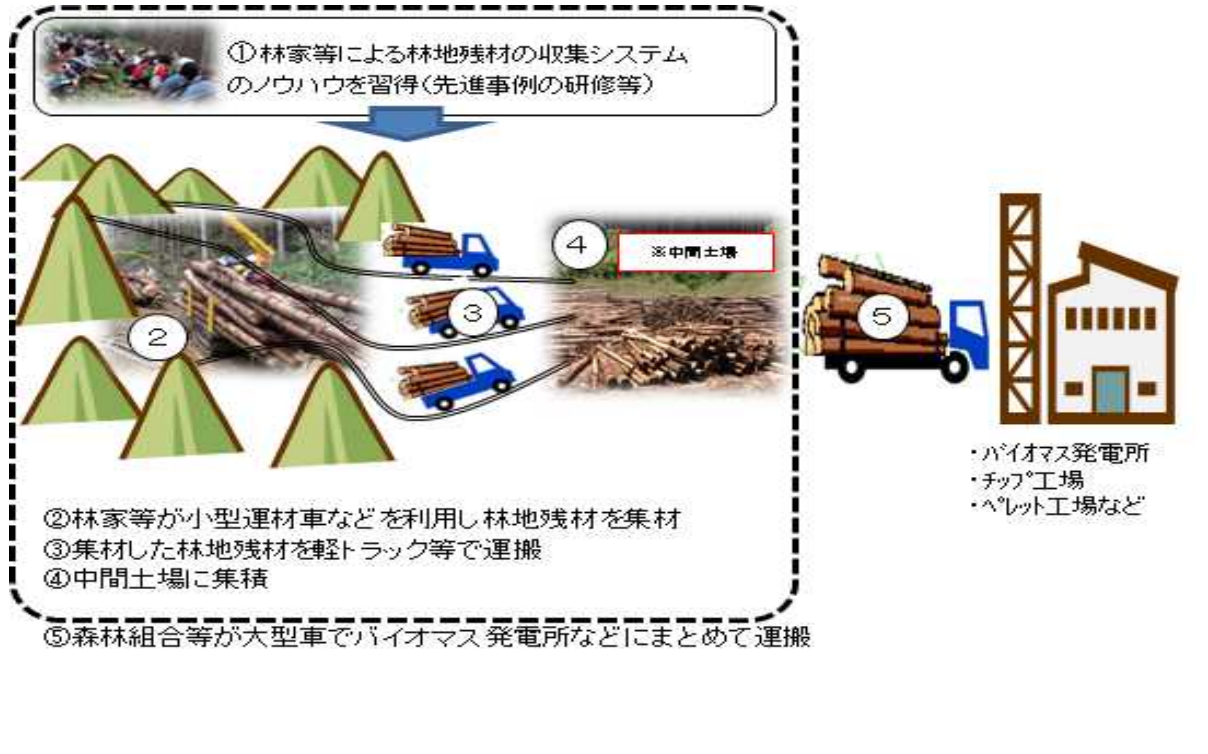 ①林家等による林地残材の収集システム
のノウハウを習得(先進事例の研修等)
④
※中間土場
②
③
⑤
・バイオマス発電所
・チップ工場
・ペレット工場など
②林家等が小型運材車などを利用し林地残材を集材
③集材した林地残材を軽トラック等で運搬
④中間土場に集積
⑤森林組合等が大型車でバイオマス発電所などにまとめて運搬